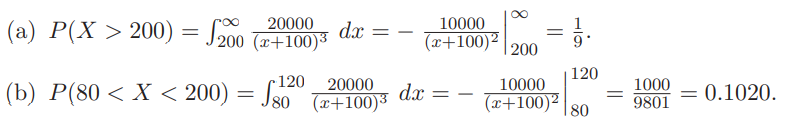 (a) P(X > 200) = ∫_{200}^{∞} 20000/(x+100)³ dx = − 10000/(x+100)² |_{200}^{∞} = 1/9.
(b) P(80 < X < 200) = ∫_{80}^{120} 20000/(x+100)³ dx = − 10000/(x+100)² |_{80}^{120} = 1000/9801 = 0.1020.